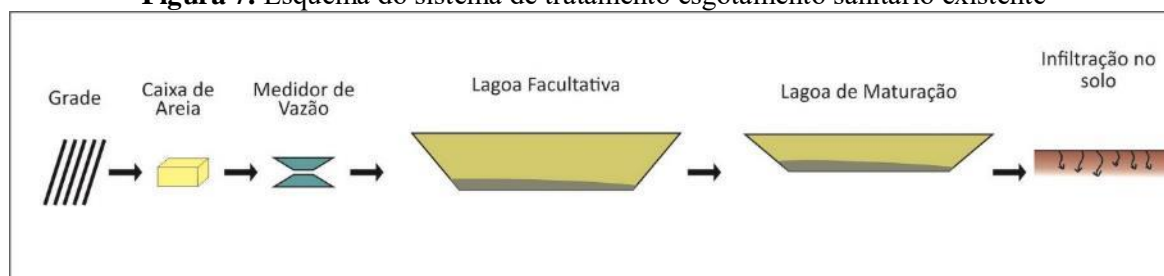 Figura 7. Esquema do sistema de tratamento esgotamento sanitário existente
Grade
Caixa de
Areia
Medidor de
Vazão
Lagoa Facultativa
Lagoa de Maturação
Infiltração no
solo